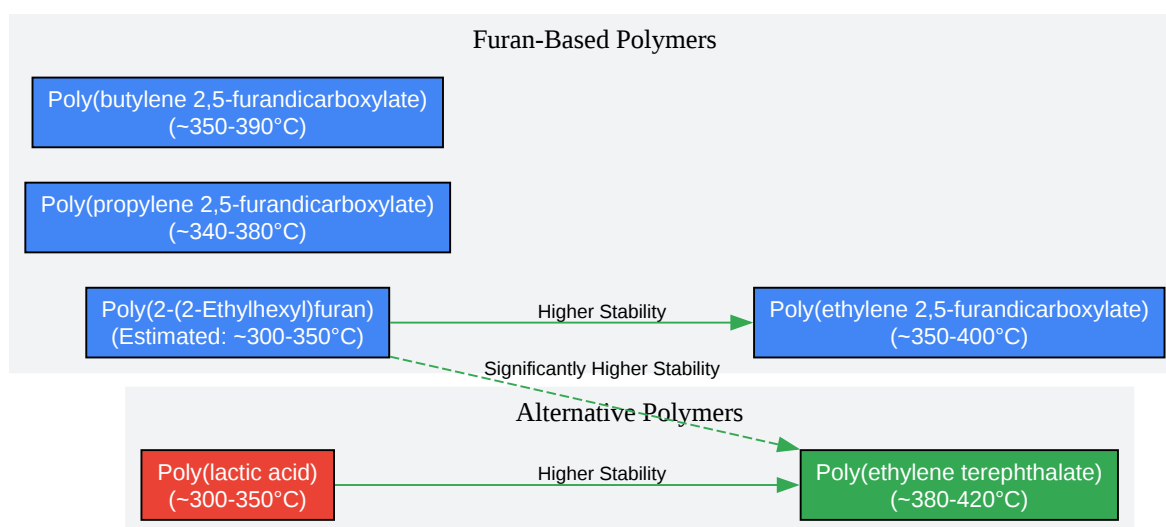 Furan-Based Polymers
Poly(butylene 2,5-furandicarboxylate)
(~350-390°C)
Poly(propylene 2,5-furandicarboxylate)
(~340-380°C)
Poly(2-(2-Ethylhexyl)furan)
(Estimated: ~300-350°C)
Higher Stability
Poly(ethylene 2,5-furandicarboxylate)
(~350-400°C)
Significantly Higher Stability
Alternative Polymers
Poly(lactic acid)
(~300-350°C)
Higher Stability
Poly(ethylene terephthalate)
(~380-420°C)